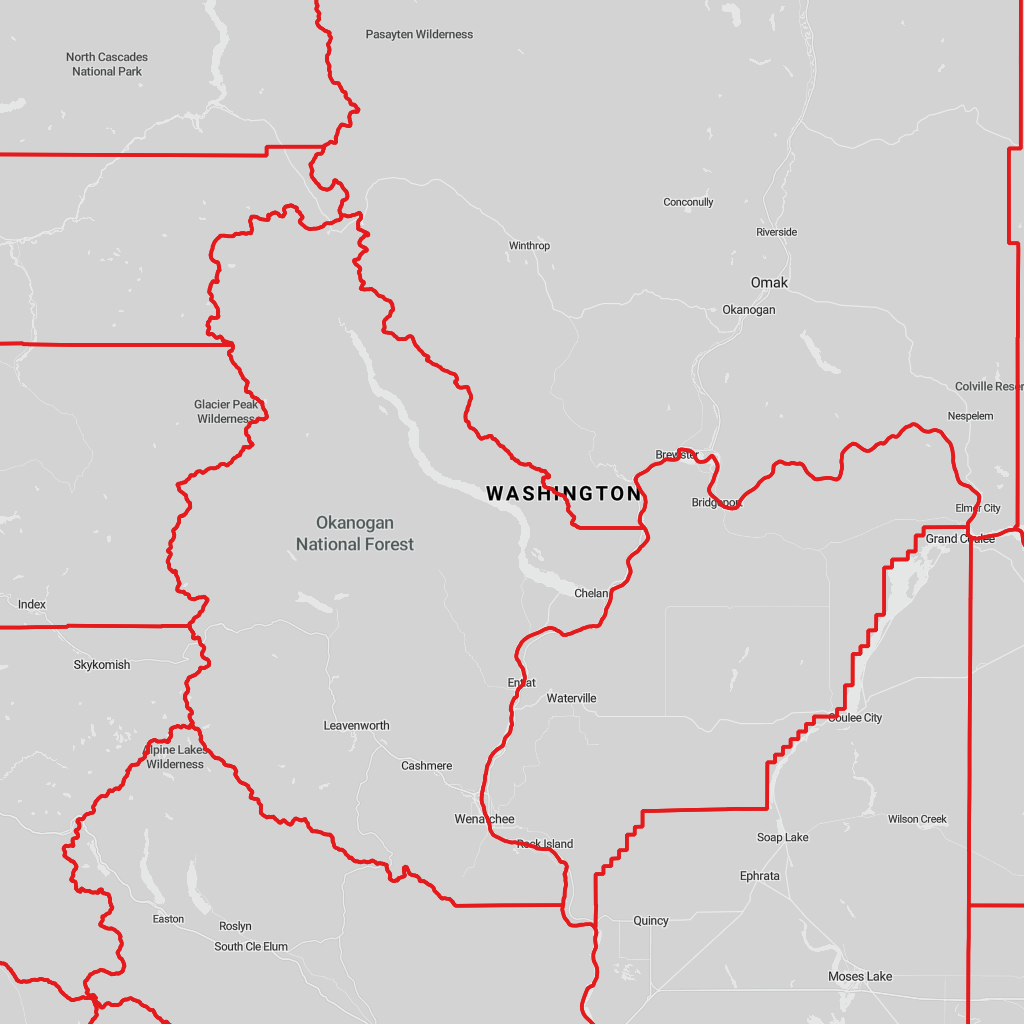 Pasayten Wilderness
North Cascades
National Park
Conconully
Riverside
Winthrop
Omak
Okanogan
Colville Reser
Glacier Peak
Wilderness
Nespelem
Brewster
WASHINGTON
Bridgeport
Elmer City
Okanogan
National Forest
Grand Coulee
Chelan
Index
Skykomish
Entiat
Waterville
Coulee City
Leavenworth
Alpine Lakes
Wilderness
Cashmere
Wenatchee
Wilson Creek
Rock Island
Soap Lake
Ephrata
Easton
Roslyn
Quincy
South Cle Elum
Moses Lake